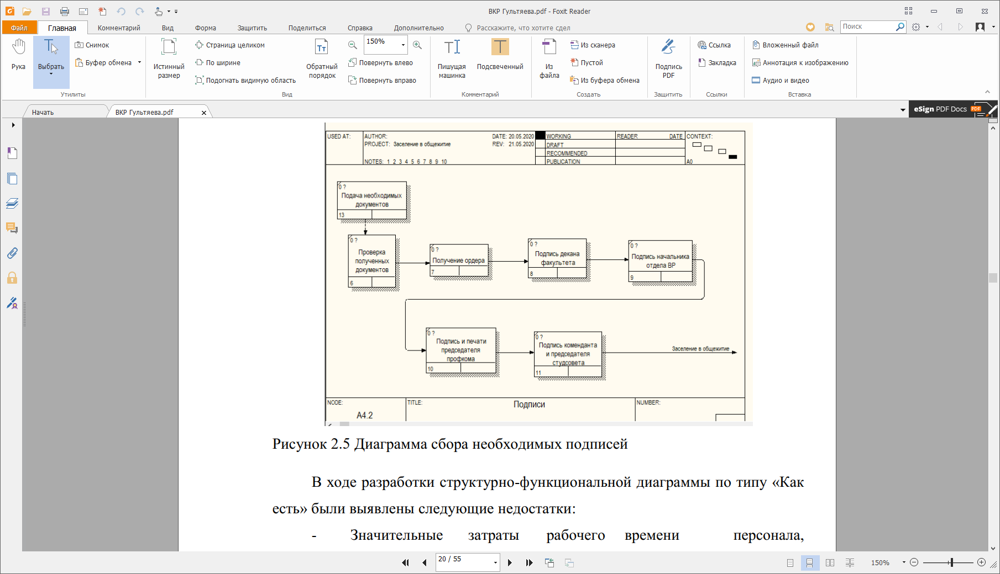 ВКР Гультяева.pdf - Foxit Reader
Файл Главная Комментарий Вид Форма Защитить Поделиться Справка Дополнительно Расскажите, что хотите сдел Поиск
Рука
Выбрать
Снимок
Буфер обмена
Утилиты
Истинный
размер
Страница целиком
По ширине
Подогнать видимую область
Обратный
порядок
150%
Повернуть влево
Повернуть вправо
Вид
Пишущая
машинка
Подсвеченный
Комментарий
Из
файла
Из сканера
Пустой
Из буфера обмена
Создать
Подпись
PDF
Защитить
Ссылка
Закладка
Ссылки
Вложенный файл
Аннотация к изображению
Аудио и видео
Вставка
Начать
ВКР Гультяева.pdf
eSign PDF Docs
PDF
USED AT:
AUTHOR:
PROJECT: Заселение в общежитие
NOTES: 1 2 3 4 5 6 7 8 9 10
DATE: 20.05.2020
REV: 21.05.2020
WORKING
DRAFT
RECOMMENDED
PUBLICATION
READER DATE
CONTEXT:
A0
0 ?
Подача необходимых
документов
13
0 ?
Проверка
полученных
документов
6
0 ?
Получение ордера
7
0 ?
Подпись декана
факультета
8
0 ?
Подпись начальника
отдела ВР
9
0 ?
Подпись и печати
председателя
профкома
10
0 ?
Подпись коменданта
и председателя
студсовета
11
Заселение в общежитие
NODE:
A4.2
TITLE:
Подписи
NUMBER:
Рисунок 2.5 Диаграмма сбора необходимых подписей
В ходе разработки структурно-функциональной диаграммы по типу «Как
есть» были выявлены следующие недостатки:
- Значительные затраты рабочего времени персонала,
20 / 55
150%